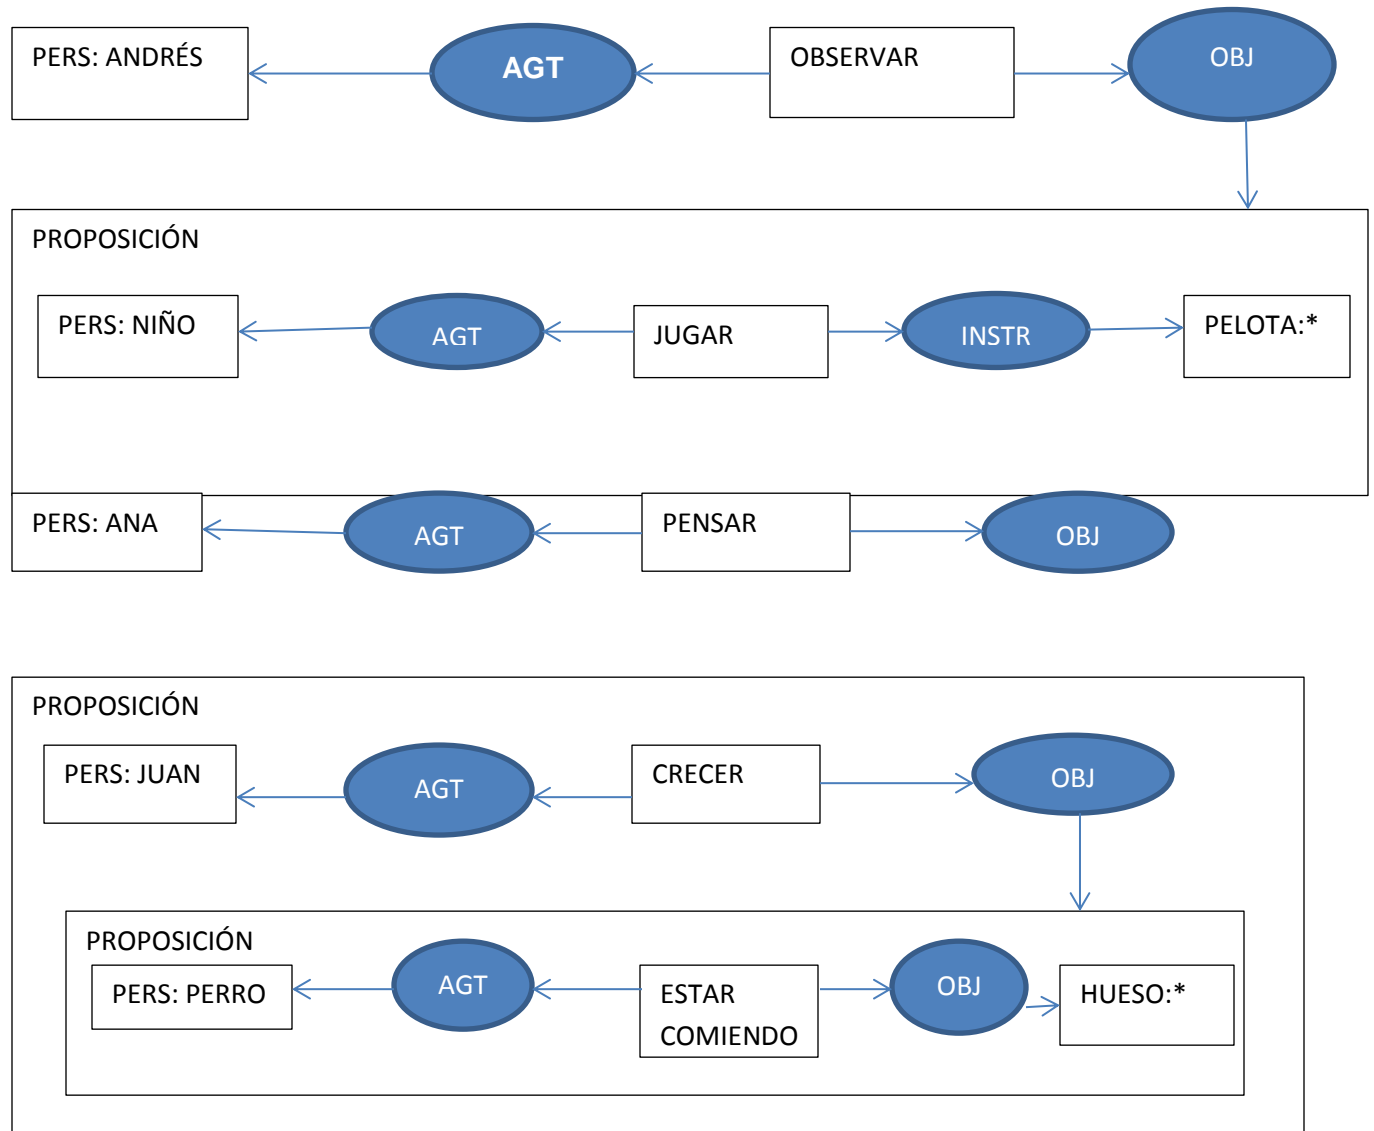 PERS: ANDRÉS
AGT
OBSERVAR
OBJ
PROPOSICIÓN
PERS: NIÑO
AGT
JUGAR
INSTR
PELOTA:*
PERS: ANA
AGT
PENSAR
OBJ
PROPOSICIÓN
PERS: JUAN
AGT
CRECER
OBJ
PROPOSICIÓN
PERS: PERRO
AGT
ESTAR
COMIENDO
OBJ
HUESO:*